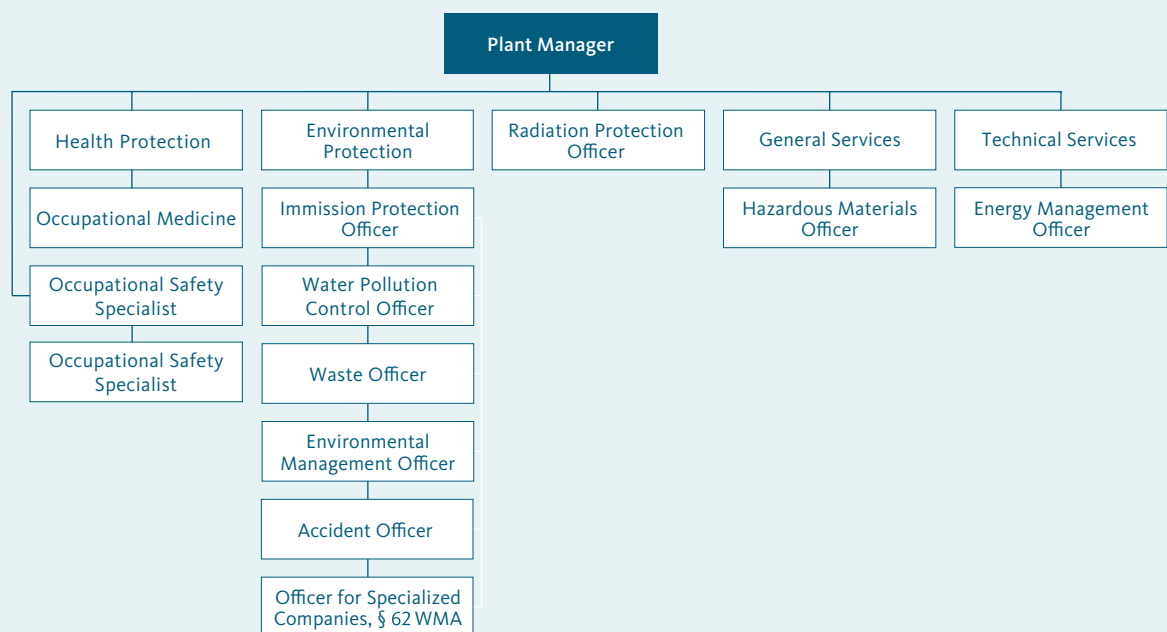 Plant Manager
Health Protection
Environmental
Protection
Radiation Protection
Officer
General Services
Technical Services
Occupational Medicine
Immission Protection
Officer
Hazardous Materials
Officer
Energy Management
Officer
Occupational Safety
Specialist
Water Pollution
Control Officer
Occupational Safety
Specialist
Waste Officer
Environmental
Management Officer
Accident Officer
Officer for Specialized
Companies, § 62 WMA